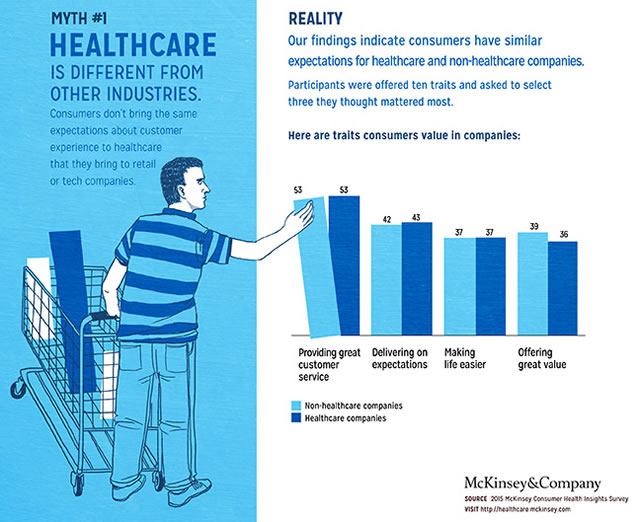 MYTH #1
HEALTHCARE
IS DIFFERENT FROM
OTHER INDUSTRIES.
Consumers don't bring the same
expectations about customer
experience to healthcare
that they bring to retail
or tech companies.
REALITY
Our findings indicate consumers have similar
expectations for healthcare and non-healthcare companies.
Participants were offered ten traits and asked to select
three they thought mattered most.
Here are traits consumers value in companies:
53 53
42 43
37 37
39 36
Providing great
customer
service
Delivering on
expectations
Making
life easier
Offering
great value
Non-healthcare companies
Healthcare companies
McKinsey&Company
SOURCE 2015 McKinsey Consumer Health Insights Survey
VISIT http://healthcare.mckinsey.com